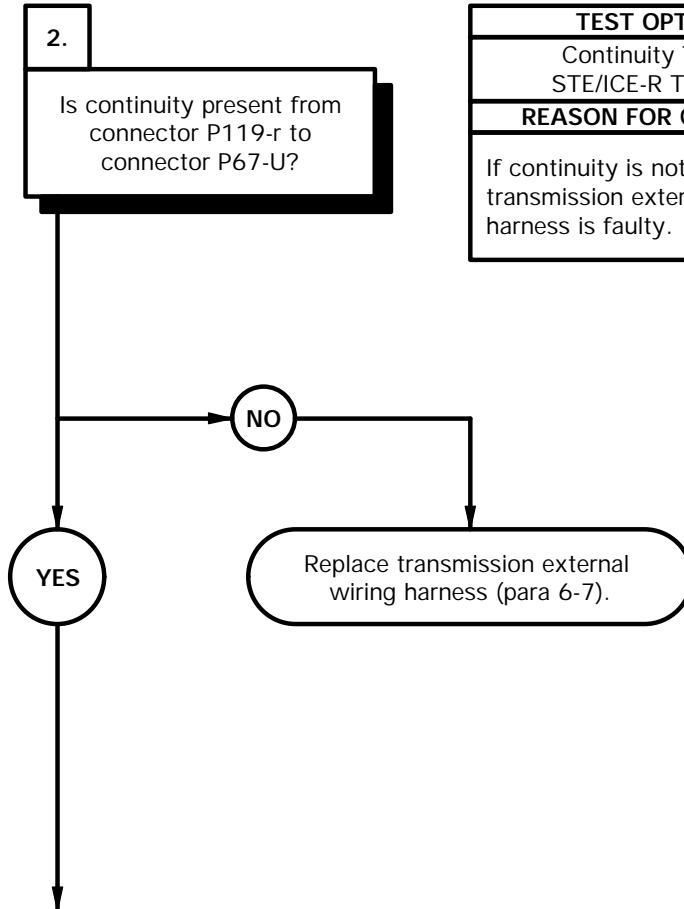 2.
Is continuity present from
connector P119-r to
connector P67-U?
TEST OPT
Continuity
STE/ICE-R T
REASON FOR
If continuity is not
transmission exter
harness is faulty.
NO
YES
Replace transmission external
wiring harness (para 6-7).